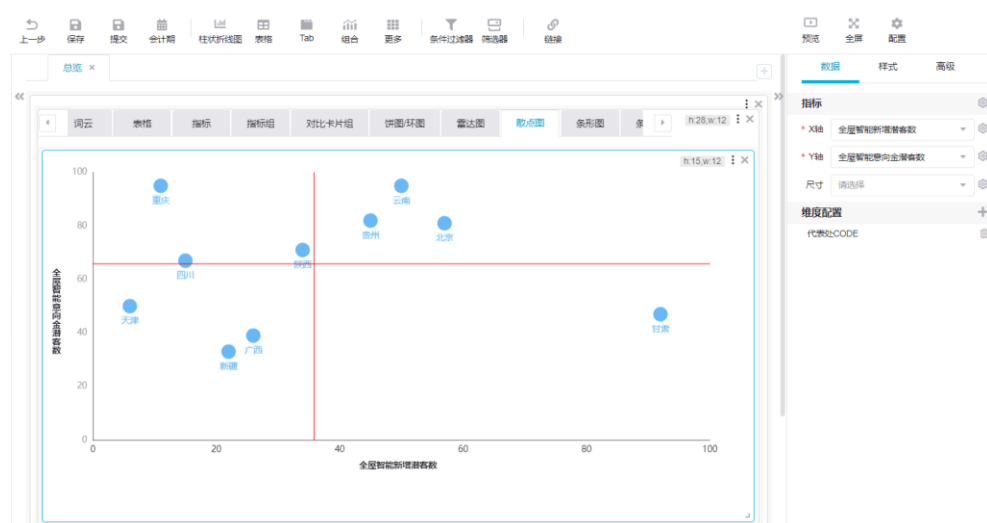 上一步 保存 提交 会计期 柱状折线图 表格 Tab 组合 更多 条件过滤器 筛选器 链接 预览 全屏 配置
总览 ×
数据 样式 高级
词云 表格 指标 指标组 对比卡片组 饼图/环图 雷达图 散点图 条形图
h:28,w:12
指标
* X轴 全屋智能新增潜客数
* Y轴 全屋智能意向金潜客数
尺寸 请选择
维度配置
代表处CODE
h:15,w:12
100
80
60
40
20
0
全屋智能意向金潜客数
重庆
云南
贵州
北京
陕西
四川
天津
甘肃
广西
新疆
0 20 40 60 80 100
全屋智能新增潜客数